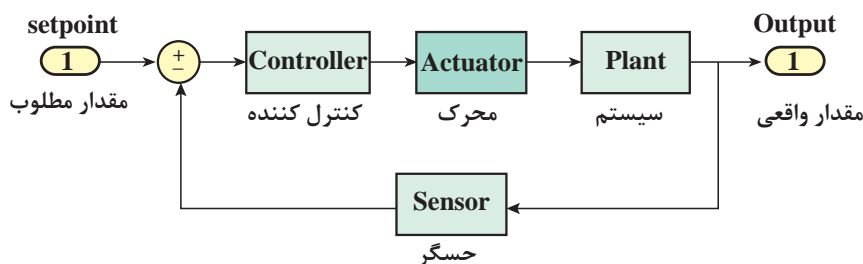 setpoint
1
مقدار مطلوب
+
−
Controller
کنترل کننده
Actuator
محرک
Plant
سیستم
Output
1
مقدار واقعی
Sensor
حسگر